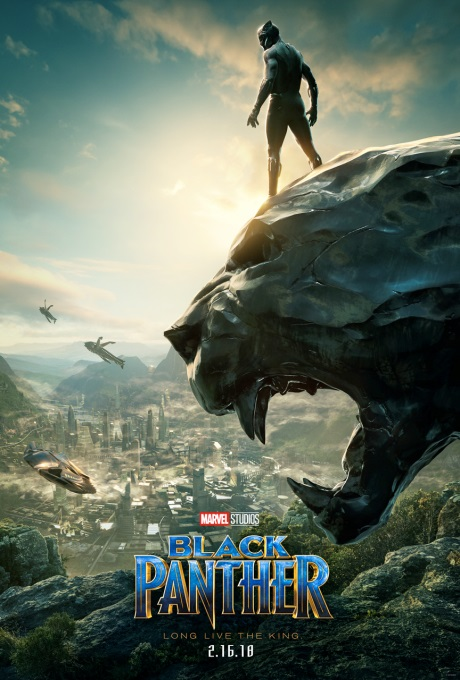 MARVEL STUDIOS
BLACK
PANTHER
LONG LIVE THE KING
2.16.18